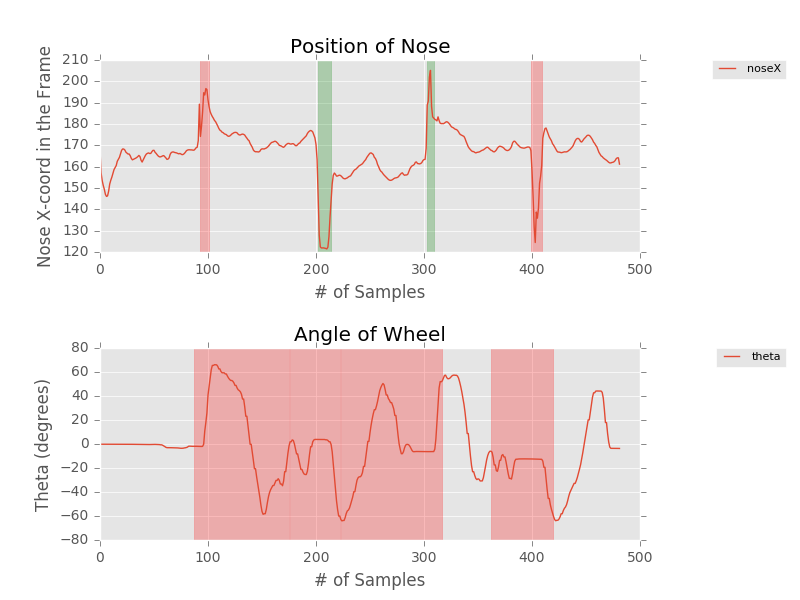 Position of Nose
Nose X-coord in the Frame
210
200
190
180
170
160
150
140
130
120
0 100 200 300 400 500
# of Samples
noseX
Angle of Wheel
Theta (degrees)
80
60
40
20
0
−20
−40
−60
−80
0 100 200 300 400 500
# of Samples
theta